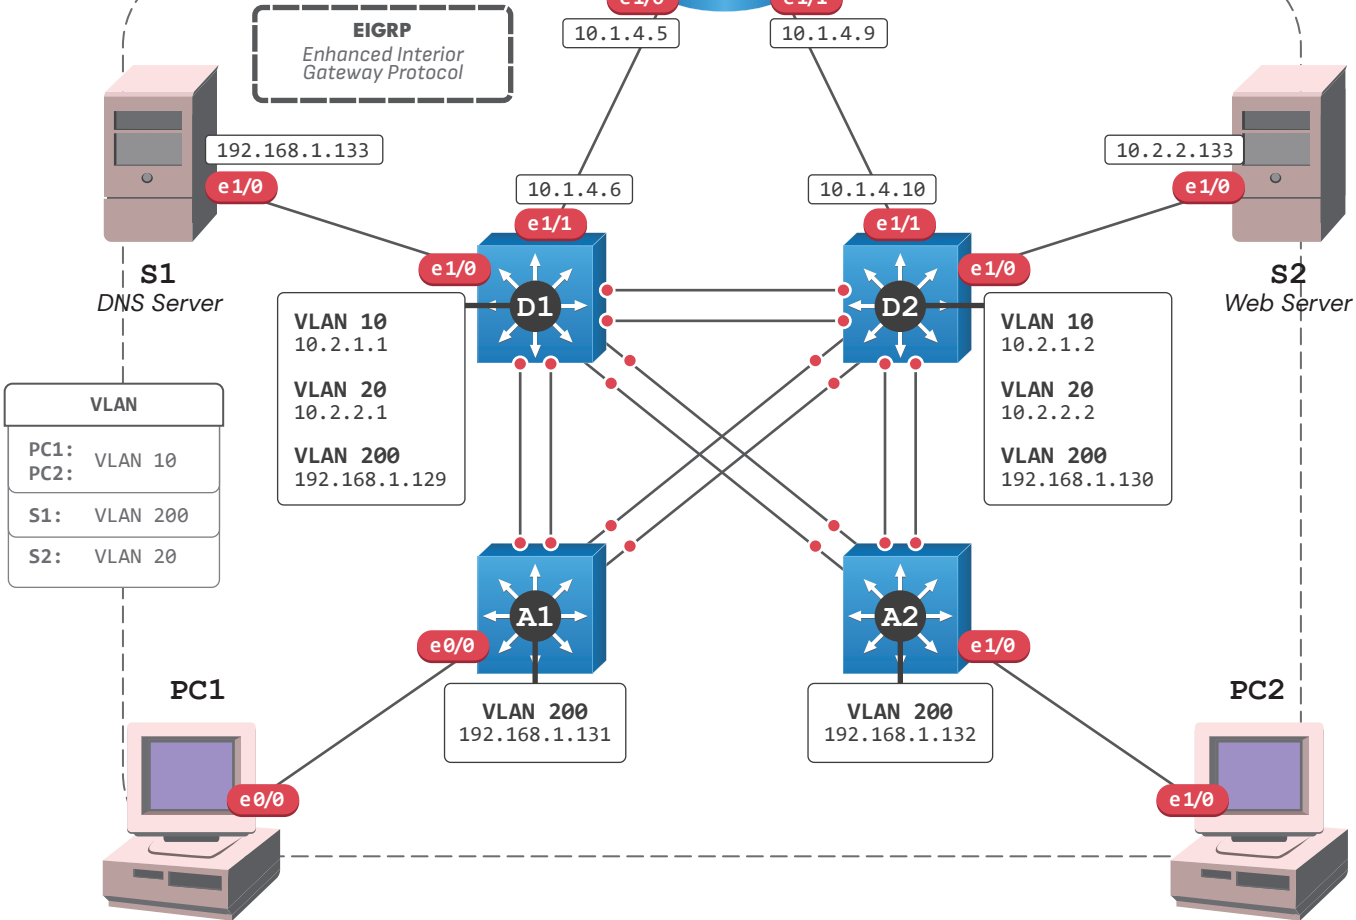 e1/0
e1/1
10.1.4.5
10.1.4.9
EIGRP
Enhanced Interior
Gateway Protocol
192.168.1.133
e1/0
10.2.2.133
e1/0
10.1.4.6
e1/1
10.1.4.10
e1/1
S1
DNS Server
S2
Web Server
e1/0
D1
D2
e1/0
VLAN 10
10.2.1.1
VLAN 20
10.2.2.1
VLAN 200
192.168.1.129
VLAN 10
10.2.1.2
VLAN 20
10.2.2.2
VLAN 200
192.168.1.130
VLAN
PC1:
PC2:
VLAN 10
S1: VLAN 200
S2: VLAN 20
A1
A2
e0/0
e1/0
VLAN 200
192.168.1.131
VLAN 200
192.168.1.132
PC1
e0/0
PC2
e1/0